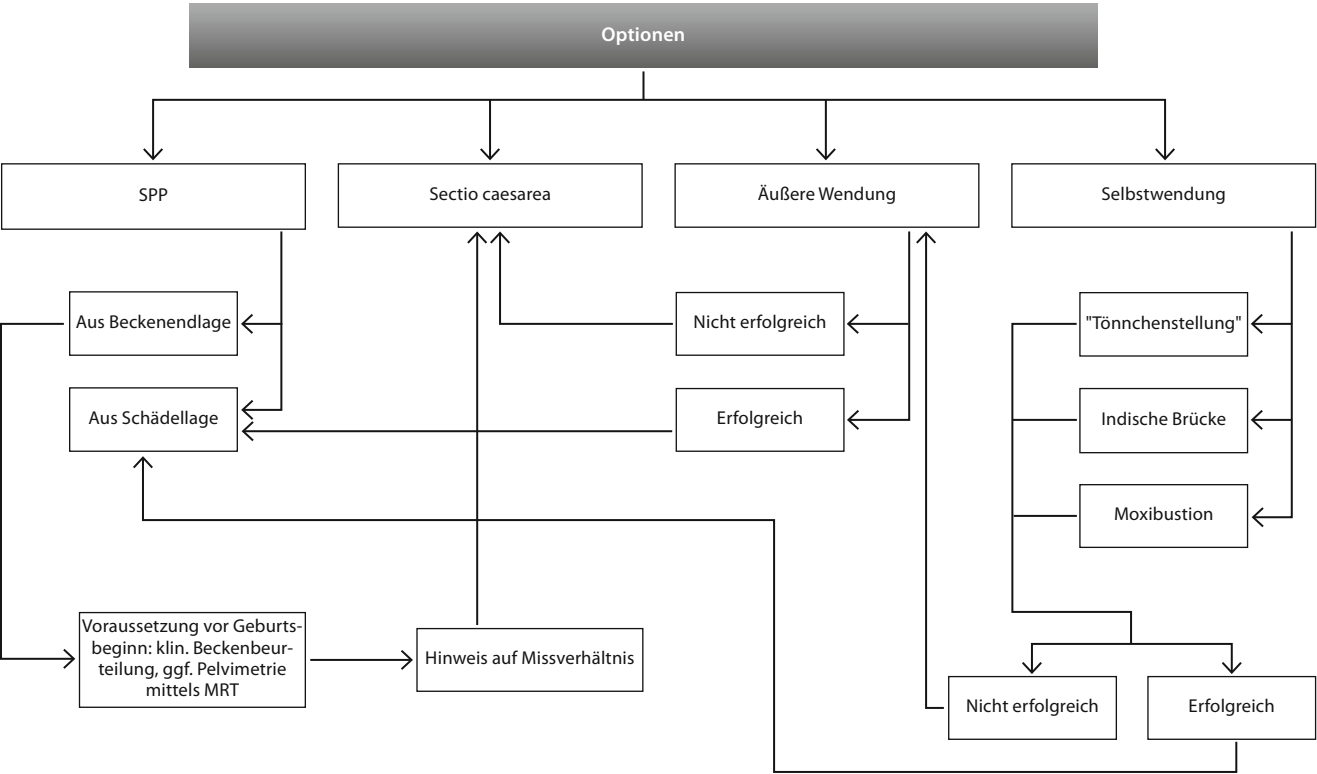 Optionen
SPP
Sectio caesarea
Äußere Wendung
Selbstwendung
Aus Beckenendlage
Nicht erfolgreich
"Tönnchenstellung"
Aus Schädellage
Erfolgreich
Indische Brücke
Moxibustion
Voraussetzung vor Geburts-
beginn: klin. Beckenbeur-
teilung, ggf. Pelvimetrie
mittels MRT
Hinweis auf Missverhältnis
Nicht erfolgreich
Erfolgreich